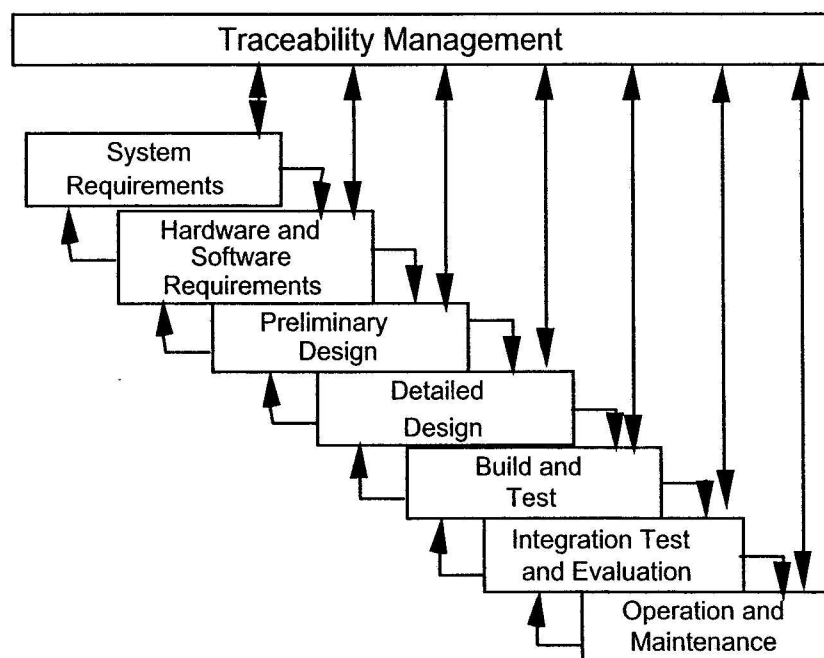 Traceability Management
System
Requirements
Hardware and
Software
Requirements
Preliminary
Design
Detailed
Design
Build and
Test
Integration Test
and Evaluation
Operation and
Maintenance